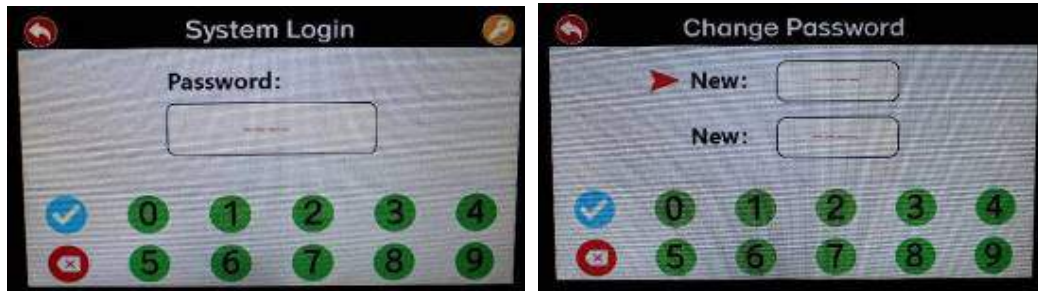 System Login
Password:
----
0 1 2 3 4
5 6 7 8 9
Change Password
New: ----
New: ----
0 1 2 3 4
5 6 7 8 9